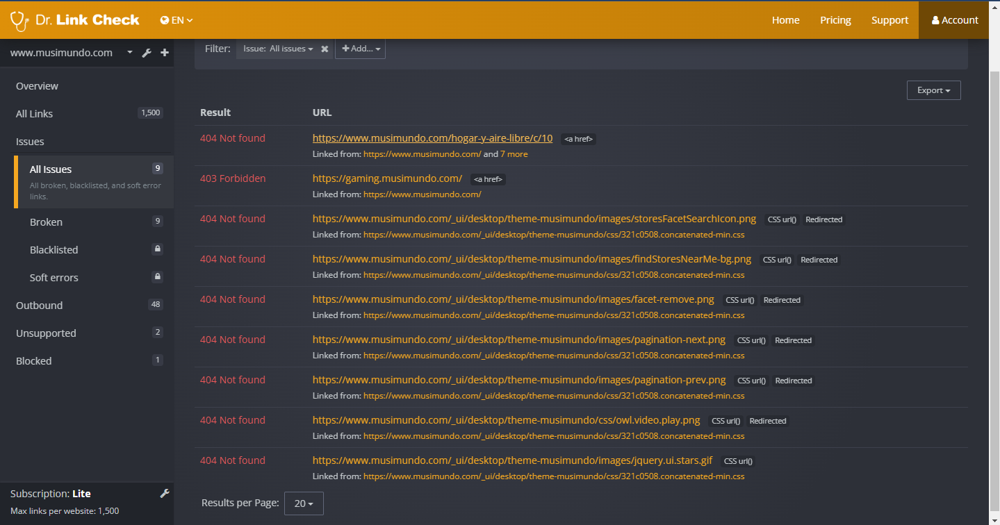 Dr. Link Check EN Home Pricing Support Account
www.musimundo.com
Filter: Issue: All issues Add...
Overview
Export
All Links 1,500
Result URL
Issues
404 Not found https://www.musimundo.com/hogar-y-aire-libre/c/10 <a href>
Linked from: https://www.musimundo.com/ and 7 more
All Issues 9
All broken, blacklisted, and soft error
links.
403 Forbidden https://gaming.musimundo.com/ <a href>
Linked from: https://www.musimundo.com/
Broken 9
404 Not found https://www.musimundo.com/_ui/desktop/theme-musimundo/images/storesFacetSearchIcon.png CSS url() Redirected
Linked from: https://www.musimundo.com/_ui/desktop/theme-musimundo/css/321c0508.concatenated-min.css
Blacklisted
404 Not found https://www.musimundo.com/_ui/desktop/theme-musimundo/images/findStoresNearMe-bg.png CSS url() Redirected
Linked from: https://www.musimundo.com/_ui/desktop/theme-musimundo/css/321c0508.concatenated-min.css
Soft errors
404 Not found https://www.musimundo.com/_ui/desktop/theme-musimundo/images/facet-remove.png CSS url() Redirected
Linked from: https://www.musimundo.com/_ui/desktop/theme-musimundo/css/321c0508.concatenated-min.css
Outbound 48
404 Not found https://www.musimundo.com/_ui/desktop/theme-musimundo/images/pagination-next.png CSS url() Redirected
Linked from: https://www.musimundo.com/_ui/desktop/theme-musimundo/css/321c0508.concatenated-min.css
Unsupported 2
Blocked 1
404 Not found https://www.musimundo.com/_ui/desktop/theme-musimundo/images/pagination-prev.png CSS url() Redirected
Linked from: https://www.musimundo.com/_ui/desktop/theme-musimundo/css/321c0508.concatenated-min.css
404 Not found https://www.musimundo.com/_ui/desktop/theme-musimundo/css/owl.video.play.png CSS url() Redirected
Linked from: https://www.musimundo.com/_ui/desktop/theme-musimundo/css/321c0508.concatenated-min.css
404 Not found https://www.musimundo.com/_ui/desktop/theme-musimundo/images/jquery.ui.stars.gif CSS url()
Linked from: https://www.musimundo.com/_ui/desktop/theme-musimundo/css/321c0508.concatenated-min.css
Subscription: Lite
Max links per website: 1,500
Results per Page: 20